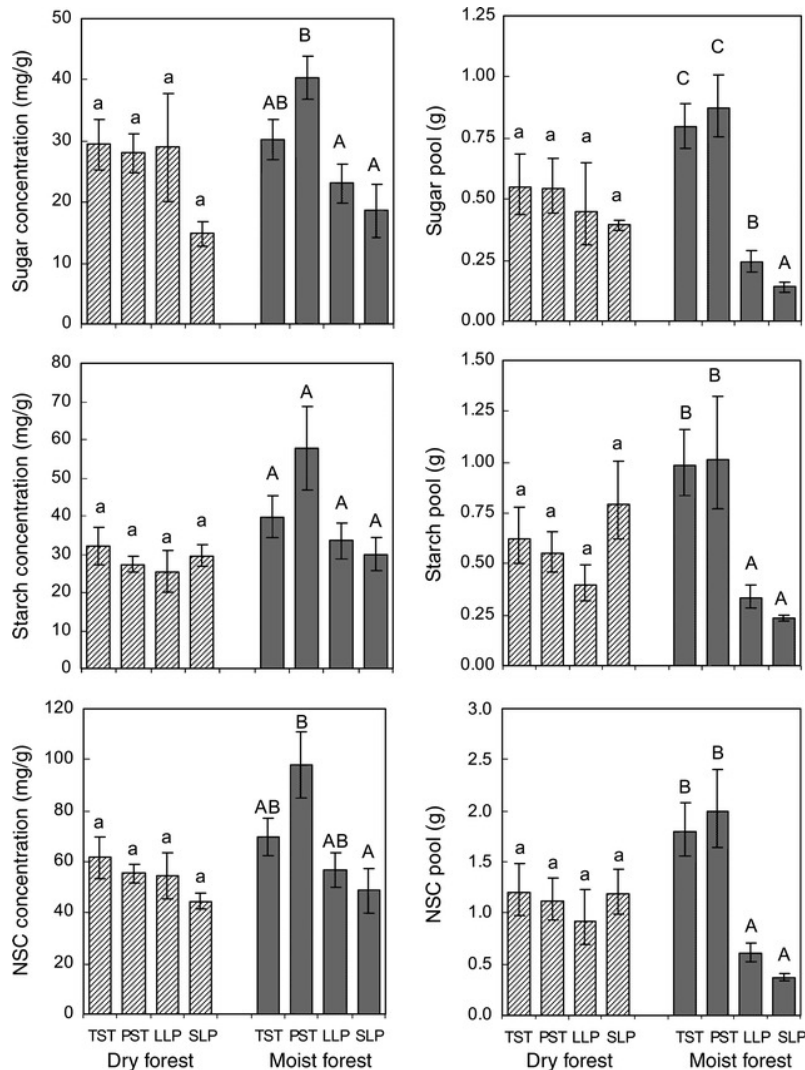 Sugar concentration (mg/g)
50
40
30
20
10
0
a a a a
AB B A A
Sugar pool (g)
1.25
1.00
0.75
0.50
0.25
0.00
a a a a
C C B A
Starch concentration (mg/g)
80
70
60
50
40
30
20
10
0
a a a a
A A A A
Starch pool (g)
1.50
1.25
1.00
0.75
0.50
0.25
0.00
a a a a
B B A A
NSC concentration (mg/g)
120
100
80
60
40
20
0
a a a a
AB B AB A
TST PST LLP SLP TST PST LLP SLP
Dry forest Moist forest
NSC pool (g)
3.0
2.5
2.0
1.5
1.0
0.5
0.0
a a a a
B B A A
TST PST LLP SLP TST PST LLP SLP
Dry forest Moist forest